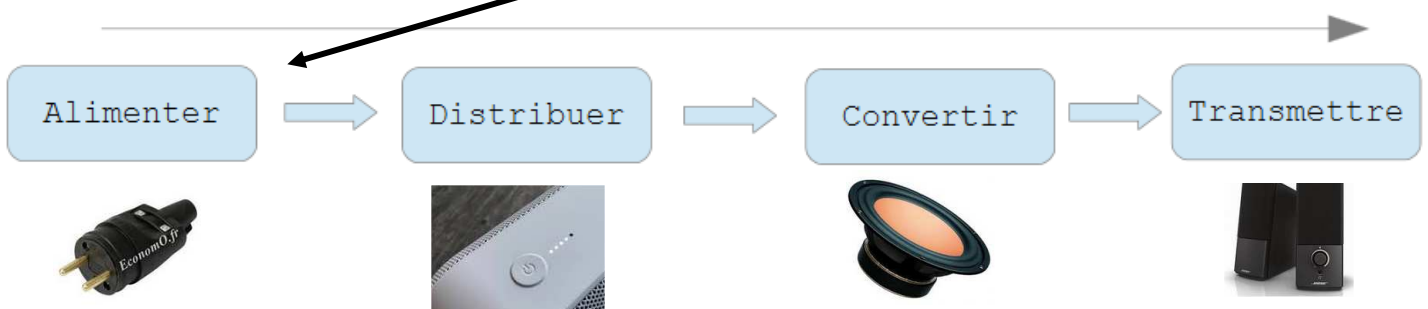 Alimenter
Distribuer
Convertir
Transmettre
EconomO.fr